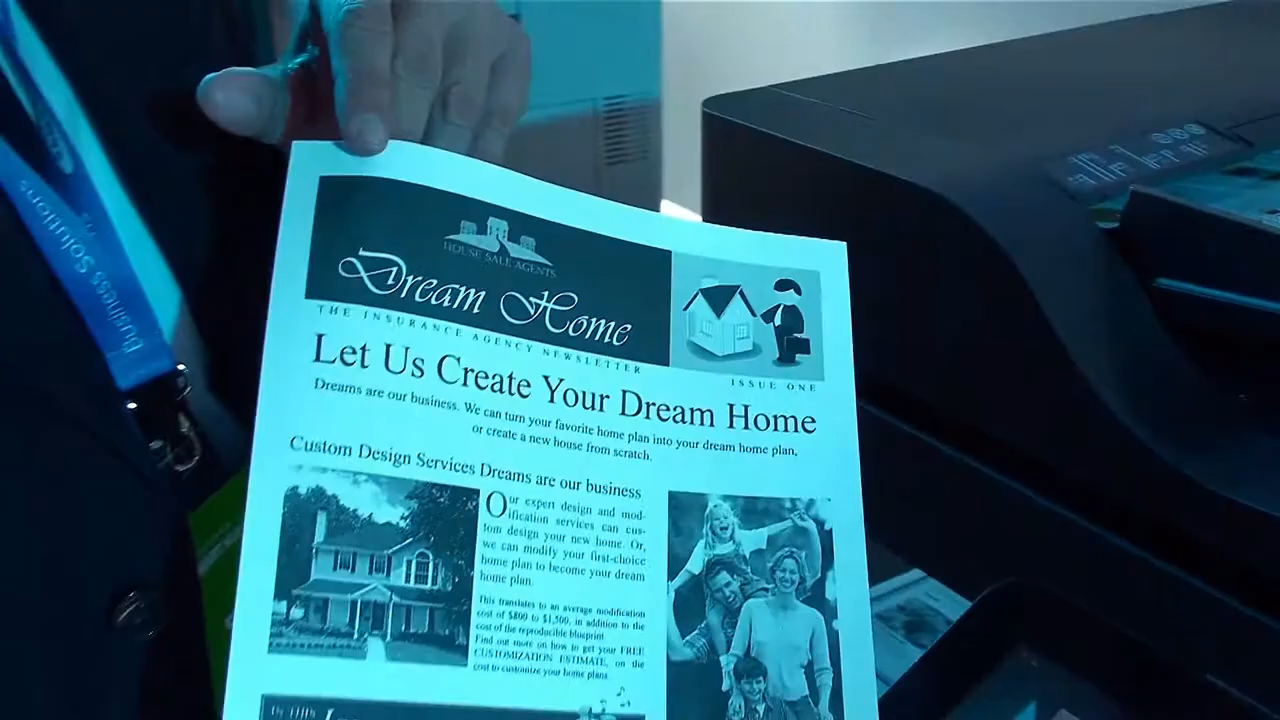 Business Solutions
HOUSE SALE AGENTS
Dream Home
THE INSURANCE AGENCY NEWSLETTER
ISSUE ONE
Let Us Create Your Dream Home
Dreams are our business. We can turn your favorite home plan into your dream home plan,
or create a new house from scratch.
Custom Design Services Dreams are our business
Our expert design and mod-
ification services can cus-
tom design your new home. Or,
we can modify your first-choice
home plan to become your dream
home plan.
This translates to an average modification
cost of $800 to $1,500, in addition to the
cost of the reproducible blueprint.
Find out more on how to get your FREE
CUSTOMIZATION ESTIMATE, on the
cost to customize your home plans